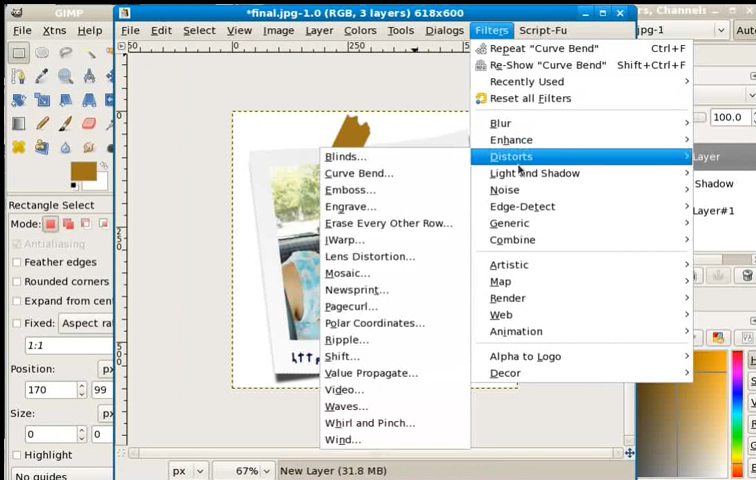 GIMP
*final.jpg-1.0 (RGB, 3 layers) 618x600
s, Channels,
File Xtns Help
File Edit Select View Image Layer Tools Dialogs Filters Script-Fu
jpg-1
Auto
50 0 250
Repeat "Curve Bend" Ctrl+F
Re-Show "Curve Bend" Shift+Ctrl+F
Recently Used
Reset all Filters
100.0
Blur
Enhance
Distorts
Light and Shadow
Noise
Edge-Detect
Generic
Combine
Artistic
Map
Render
Web
Animation
Alpha to Logo
Decor
Blinds...
Curve Bend...
Emboss...
Engrave...
Erase Every Other Row...
IWarp...
Lens Distortion...
Mosaic...
Newsprint...
Pagecurl...
Polar Coordinates...
Ripple...
Shift...
Value Propagate...
Video...
Waves...
Whirl and Pinch...
Wind...
Layer
Shadow
Layer#1
Rectangle Select
Mode:
Antialiasing
Feather edges
Rounded corners
Expand from cent
Fixed: Aspect ra
1:1
Position: px
170 99
Size: px
0 0
Highlight
No guides
px 67% New Layer (31.8 MB)